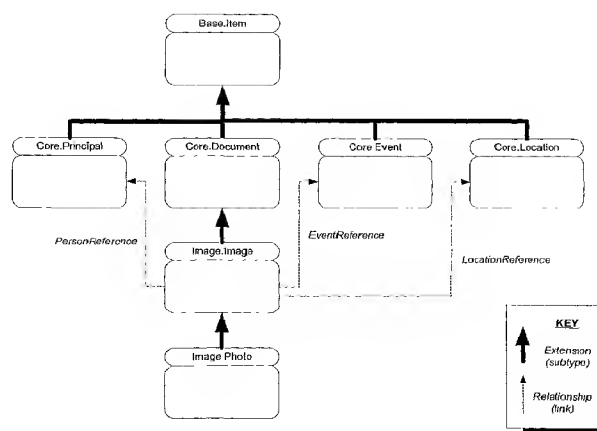 Base.Item
Core.Principal
Core.Document
Core Event
Core.Location
PersonReference
EventReference
LocationReference
Image.Image
Image Photo
KEY
Extension
(subtype)
Relationship
(link)